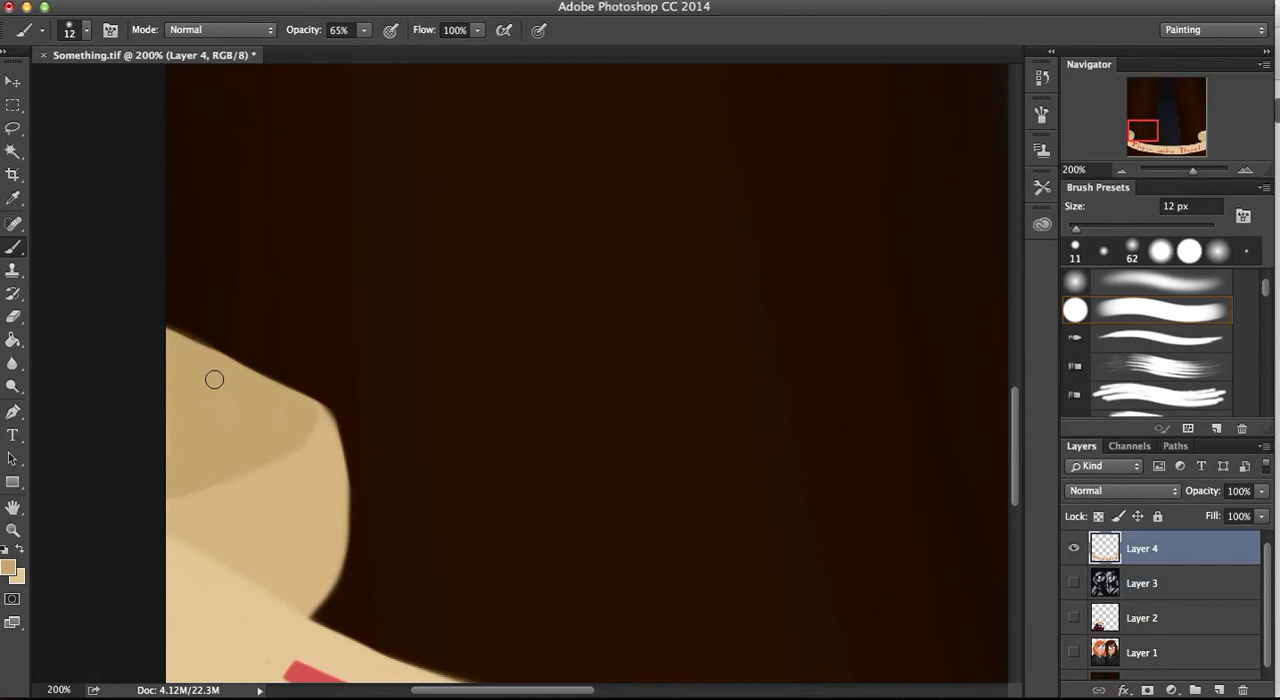 Adobe Photoshop CC 2014
12 Mode: Normal Opacity: 65% Flow: 100% Painting
× Something.tif @ 200% (Layer 4, RGB/8) *
Navigator
200%
Brush Presets
Size: 12 px
11 62
Layers Channels Paths
Kind
Normal Opacity: 100%
Lock: Fill: 100%
Layer 4
Layer 3
Layer 2
Layer 1
200% Doc: 4.12M/22.3M